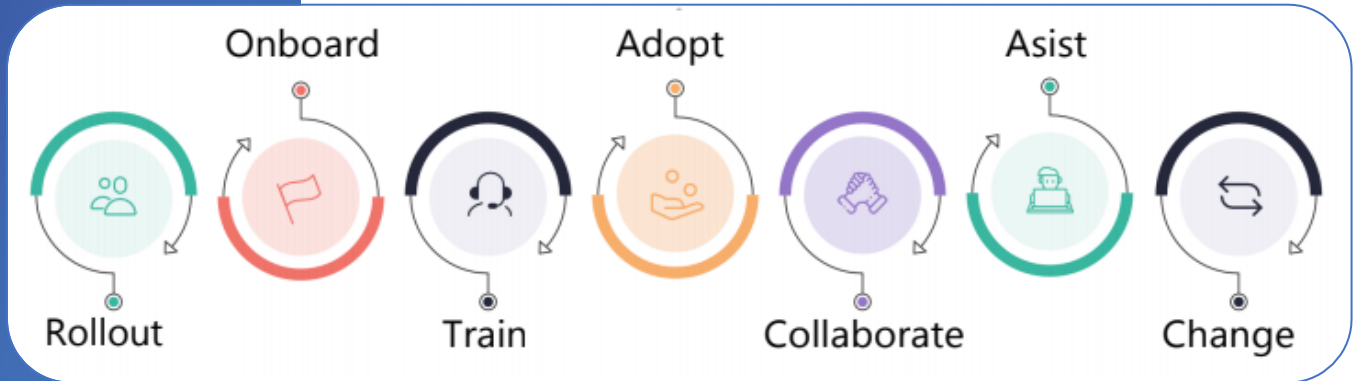 Rollout
Onboard
Train
Adopt
Collaborate
Asist
Change